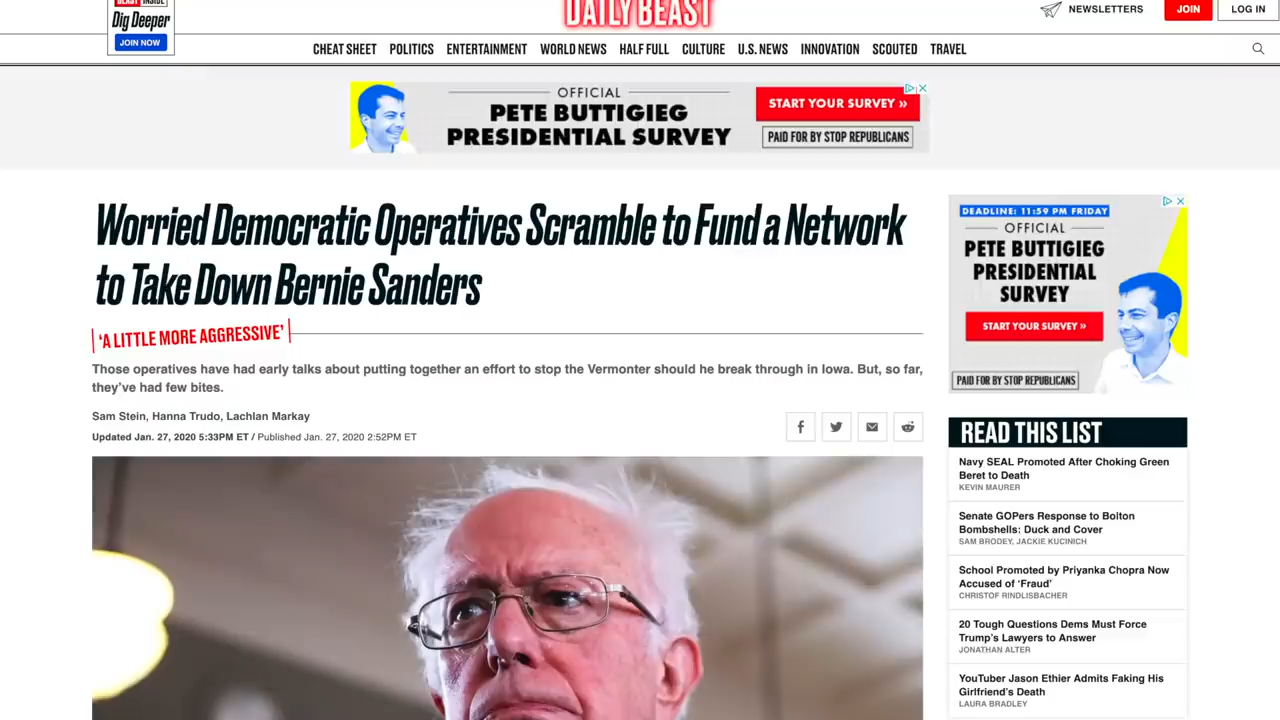 BEAST INSIDE
Dig Deeper
JOIN NOW
DAILY BEAST
NEWSLETTERS
JOIN
LOG IN
CHEAT SHEET POLITICS ENTERTAINMENT WORLD NEWS HALF FULL CULTURE U.S. NEWS INNOVATION SCOUTED TRAVEL
OFFICIAL
PETE BUTTIGIEG
PRESIDENTIAL SURVEY
START YOUR SURVEY »
PAID FOR BY STOP REPUBLICANS
Worried Democratic Operatives Scramble to Fund a Network
to Take Down Bernie Sanders
‘A LITTLE MORE AGGRESSIVE’
Those operatives have had early talks about putting together an effort to stop the Vermonter should he break through in Iowa. But, so far,
they’ve had few bites.
Sam Stein, Hanna Trudo, Lachlan Markay
Updated Jan. 27, 2020 5:33PM ET / Published Jan. 27, 2020 2:52PM ET
DEADLINE: 11:59 PM FRIDAY
OFFICIAL
PETE BUTTIGIEG
PRESIDENTIAL
SURVEY
START YOUR SURVEY »
PAID FOR BY STOP REPUBLICANS
READ THIS LIST
Navy SEAL Promoted After Choking Green
Beret to Death
KEVIN MAURER
Senate GOPers Response to Bolton
Bombshells: Duck and Cover
SAM BRODEY, JACKIE KUCINICH
School Promoted by Priyanka Chopra Now
Accused of ‘Fraud’
CHRISTOF RINDLISBACHER
20 Tough Questions Dems Must Force
Trump’s Lawyers to Answer
JONATHAN ALTER
YouTuber Jason Ethier Admits Faking His
Girlfriend’s Death
LAURA BRADLEY